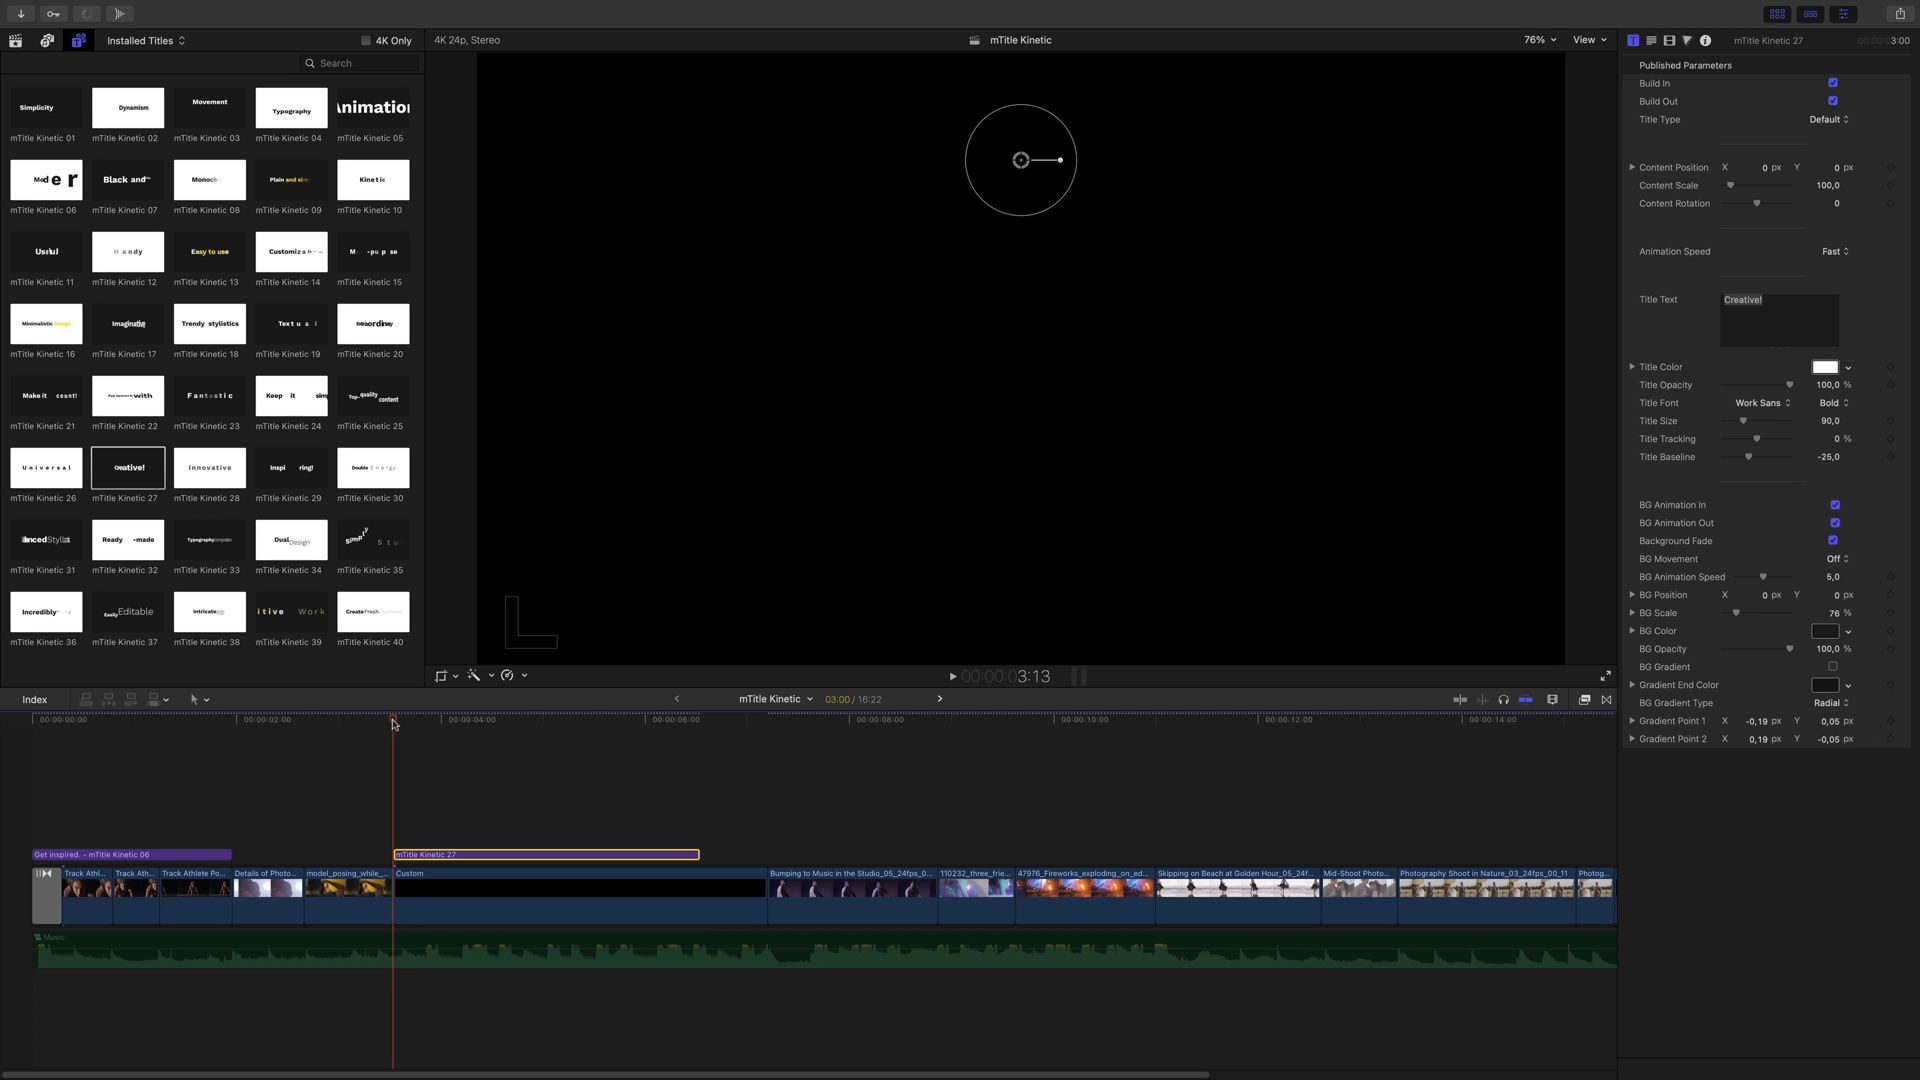 Installed Titles
4K Only
4K 24p, Stereo
mTitle Kinetic
76%
View
mTitle Kinetic 27
00:00:03:00
Search
Published Parameters
Simplicity
Dynamism
Movement
Typography
Animation
mTitle Kinetic 01
mTitle Kinetic 02
mTitle Kinetic 03
mTitle Kinetic 04
mTitle Kinetic 05
Moder
Black and
Monoch
Plain and sim
Kinetic
mTitle Kinetic 06
mTitle Kinetic 07
mTitle Kinetic 08
mTitle Kinetic 09
mTitle Kinetic 10
Useful
Handy
Easy to use
Customiza
M -pu p se
mTitle Kinetic 11
mTitle Kinetic 12
mTitle Kinetic 13
mTitle Kinetic 14
mTitle Kinetic 15
Minimalistic Design
Imaginative
Trendy stylistics
Textual
mTitle Kinetic 16
mTitle Kinetic 17
mTitle Kinetic 18
mTitle Kinetic 19
mTitle Kinetic 20
Make it count!
with
Fantastic
Keep it sim
Top-quality content
mTitle Kinetic 21
mTitle Kinetic 22
mTitle Kinetic 23
mTitle Kinetic 24
mTitle Kinetic 25
Universal
Creative!
Innovative
Inspi ring!
Double Energy
mTitle Kinetic 26
mTitle Kinetic 27
mTitle Kinetic 28
mTitle Kinetic 29
mTitle Kinetic 30
Ready -made
Typography
Dual Design
Simply Stu
mTitle Kinetic 31
mTitle Kinetic 32
mTitle Kinetic 33
mTitle Kinetic 34
mTitle Kinetic 35
Incredibly
Easily Editable
Intricate
itive Work
Create Fresh
mTitle Kinetic 36
mTitle Kinetic 37
mTitle Kinetic 38
mTitle Kinetic 39
mTitle Kinetic 40
Build In
Build Out
Title Type Default
Content Position X 0 px Y 0 px
Content Scale 100,0
Content Rotation 0
Animation Speed Fast
Title Text Creative!
Title Color
Title Opacity 100,0 %
Title Font Work Sans Bold
Title Size 90,0
Title Tracking 0 %
Title Baseline -25,0
BG Animation In
BG Animation Out
Background Fade
BG Movement Off
BG Animation Speed 5,0
BG Position X 0 px Y 0 px
BG Scale 76 %
BG Color
BG Opacity 100,0 %
BG Gradient
Gradient End Color
BG Gradient Type Radial
Gradient Point 1 X -0,19 px Y 0,05 px
Gradient Point 2 X 0,19 px Y -0,05 px
00:00:03:13
Index
mTitle Kinetic
03:00 / 16:22
00:00:00:00
00:00:02:00
00:00:04:00
00:00:06:00
00:00:08:00
00:00:10:00
00:00:12:00
00:00:14:00
Get inspired. - mTitle Kinetic 06
mTitle Kinetic 27
Track Athl...
Track Ath...
Track Athlete Po...
Details of Photo...
model_posing_while_...
Custom
Bumping to Music in the Studio_05_24fps_0...
110232_three_frie...
47976_Fireworks_exploding_on_ed...
Skipping on Beach at Golden Hour_05_24f...
Mid-Shoot Photo...
Photography Shoot in Nature_03_24fps_00_11
Photog...
Music